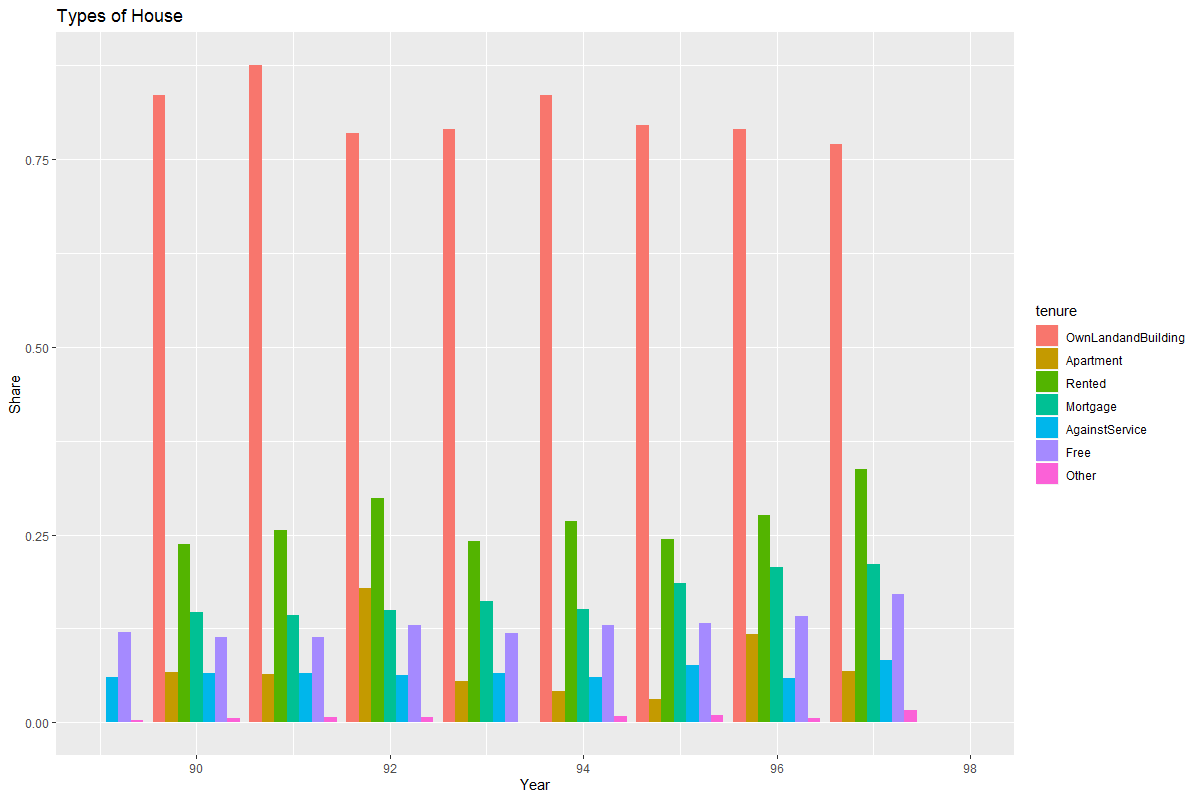 Types of House
0.75
0.50
0.25
0.00
Share
90 92 94 96 98
Year
tenure
OwnLandandBuilding
Apartment
Rented
Mortgage
AgainstService
Free
Other